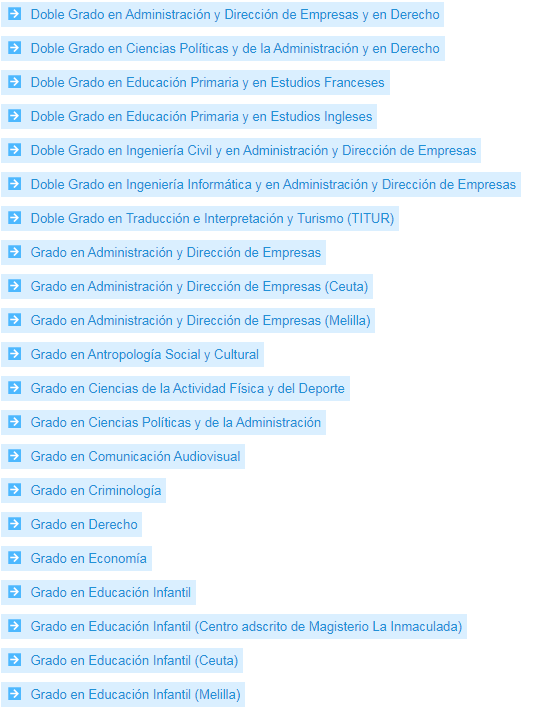 Doble Grado en Administración y Dirección de Empresas y en Derecho
Doble Grado en Ciencias Políticas y de la Administración y en Derecho
Doble Grado en Educación Primaria y en Estudios Franceses
Doble Grado en Educación Primaria y en Estudios Ingleses
Doble Grado en Ingeniería Civil y en Administración y Dirección de Empresas
Doble Grado en Ingeniería Informática y en Administración y Dirección de Empresas
Doble Grado en Traducción e Interpretación y Turismo (TITUR)
Grado en Administración y Dirección de Empresas
Grado en Administración y Dirección de Empresas (Ceuta)
Grado en Administración y Dirección de Empresas (Melilla)
Grado en Antropología Social y Cultural
Grado en Ciencias de la Actividad Física y del Deporte
Grado en Ciencias Políticas y de la Administración
Grado en Comunicación Audiovisual
Grado en Criminología
Grado en Derecho
Grado en Economía
Grado en Educación Infantil
Grado en Educación Infantil (Centro adscrito de Magisterio La Inmaculada)
Grado en Educación Infantil (Ceuta)
Grado en Educación Infantil (Melilla)